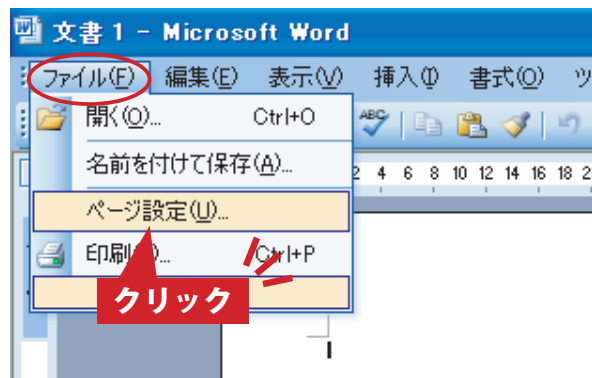 文書 1 - Microsoft Word
ファイル(F) 編集(E) 表示(V) 挿入(I) 書式(O) ツ
開く(O)... Ctrl+O
ABC
名前を付けて保存(A)...
2 4 6 8 10 12 14 16 18 2
ページ設定(U)...
印刷 )... Ctrl+P
クリック